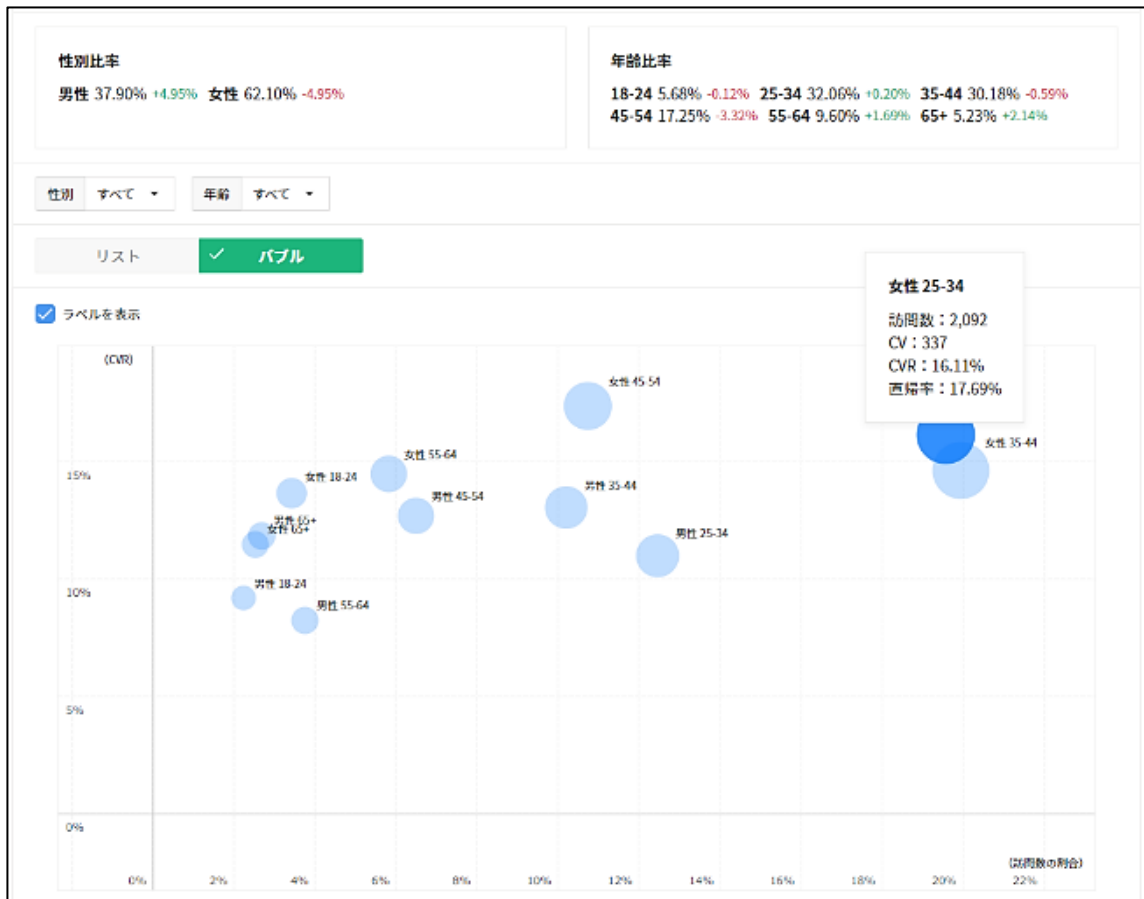 性別比率
男性 37.90% +4.95% 女性 62.10% -4.95%
年齢比率
18-24 5.68% -0.12% 25-34 32.06% +0.20% 35-44 30.18% -0.59%
45-54 17.25% -3.32% 55-64 9.60% +1.69% 65+ 5.23% +2.14%
性別 すべて
年齢 すべて
リスト
バブル
ラベルを表示
女性 25-34
訪問数:2,092
CV:337
CVR:16.11%
直帰率:17.69%
(CVR)
女性 45-54
女性 35-44
女性 55-64
15%
女性 18-24
男性 45-54
男性 35-44
男性 65+
女性 65+
男性 25-34
10%
男性 18-24
男性 55-64
5%
0%
(訪問数の割合)
0% 2% 4% 6% 8% 10% 12% 14% 16% 18% 20% 22%